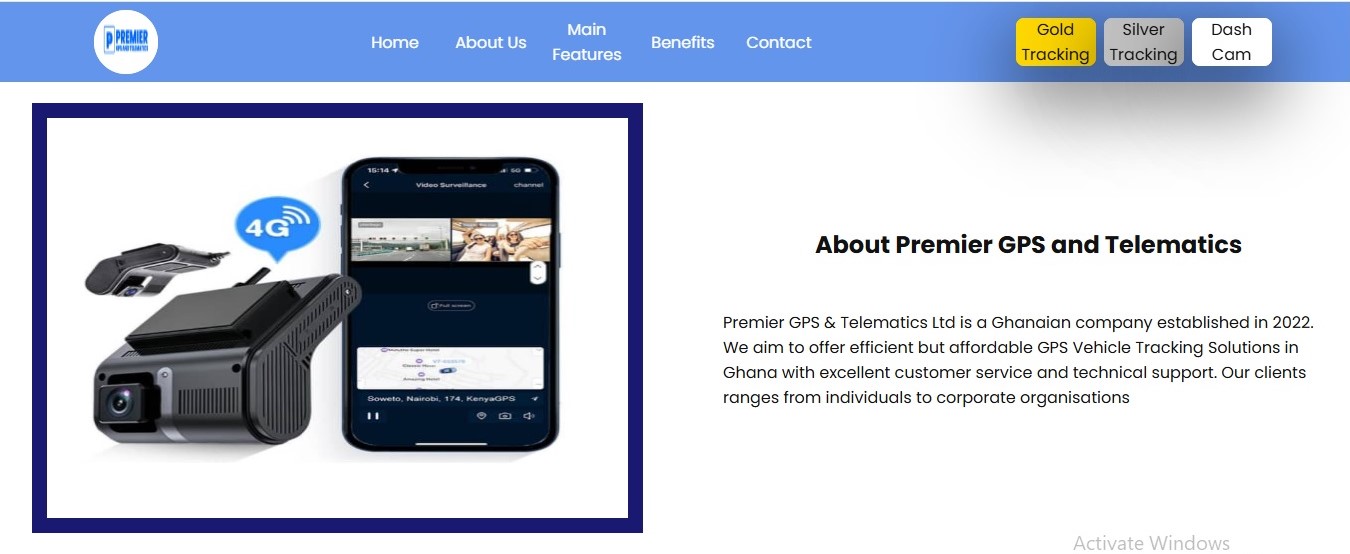 PREMIER
Home
About Us
Main
Features
Benefits
Contact
Gold
Tracking
Silver
Tracking
Dash
Cam
4G
15:14
5G
Video Surveillance
channel
Full screen
Soweto, Nairobi, 174, KenyaGPS
About Premier GPS and Telematics
Premier GPS & Telematics Ltd is a Ghanaian company established in 2022.
We aim to offer efficient but affordable GPS Vehicle Tracking Solutions in
Ghana with excellent customer service and technical support. Our clients
ranges from individuals to corporate organisations
Activate Windows